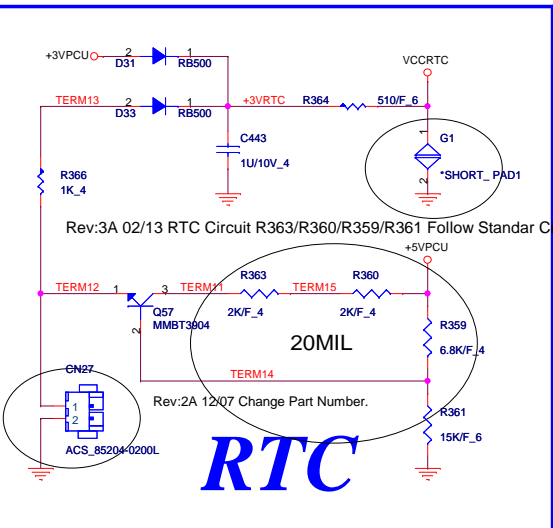 +3VPCU 2 1 VCCRTC
D31 RB500
TERM13 2 1 +3VRTC R364 510/F_6
D33 RB500
C443 1 G1
1U/10V_4
R366
1K_4
2 *SHORT_ PAD1
Rev:3A 02/13 RTC Circuit R363/R360/R359/R361 Follow Standar C
+5VPCU
TERM12 1 3 TERM11 R363 TERM15 R360
Q57 2K/F_4 2K/F_4
MMBT3904
2
R359
6.8K/F_4
20MIL
TERM14
CN27
Rev:2A 12/07 Change Part Number.
1
2
R361
15K/F_6
ACS_85204-0200L
RTC